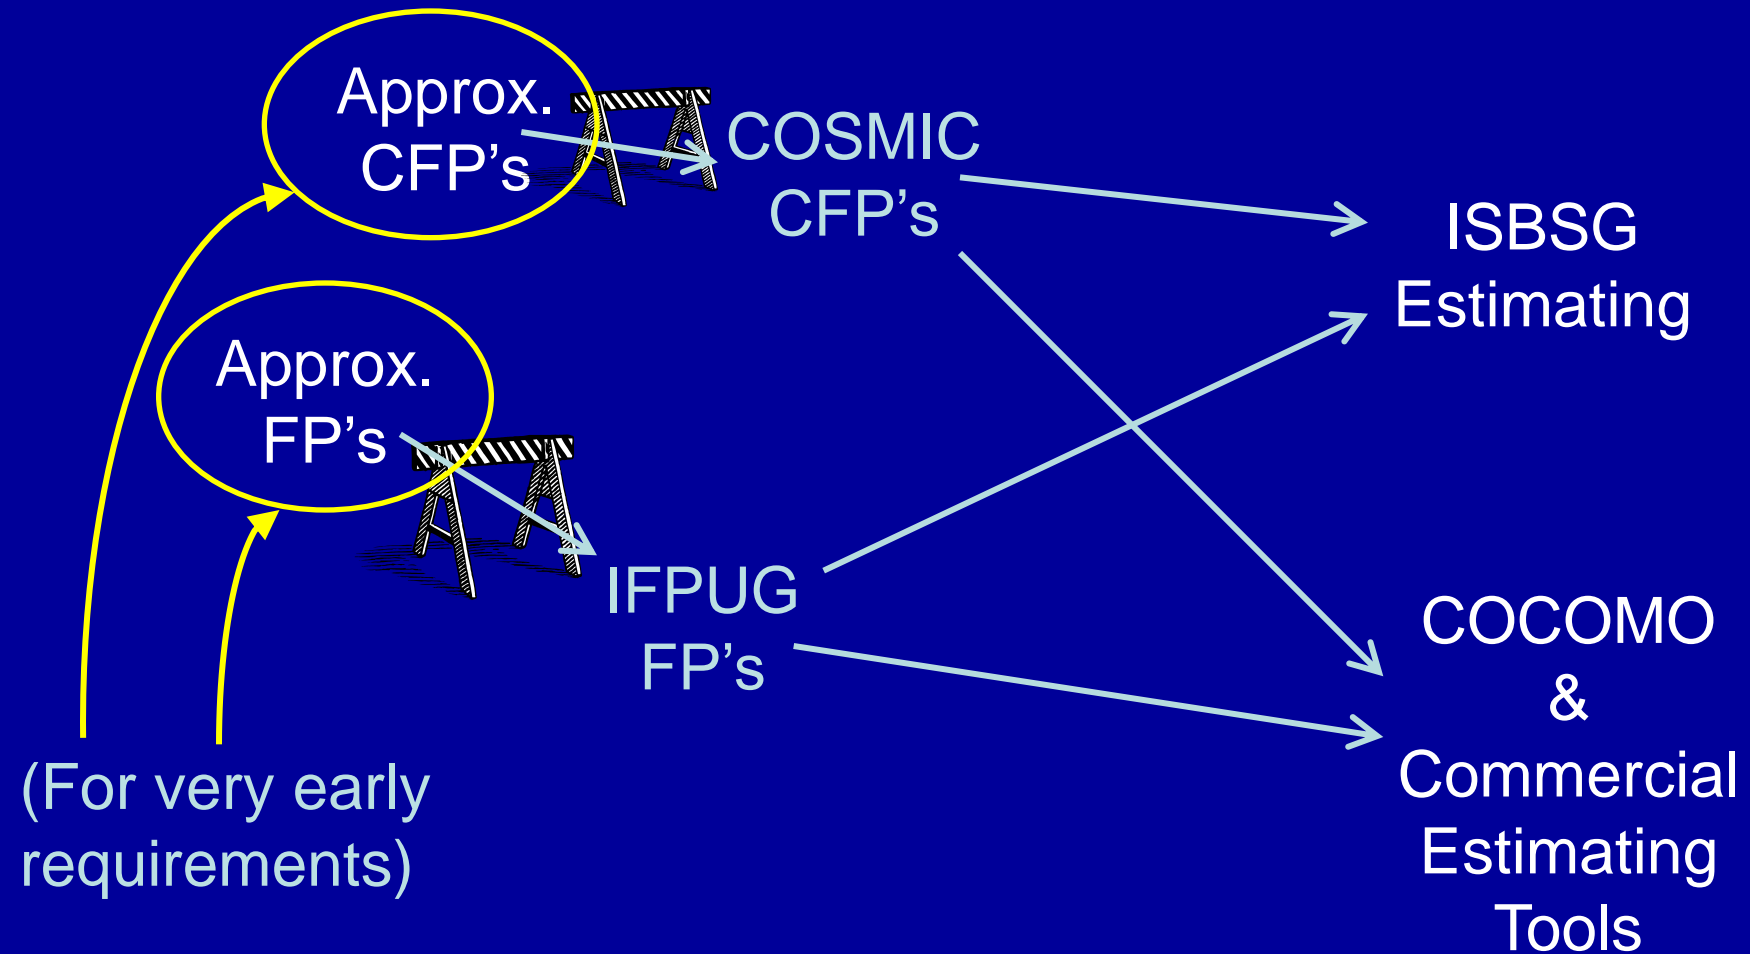 Approx.
CFP’s
COSMIC
CFP’s
ISBSG
Estimating
Approx.
FP’s
IFPUG
FP’s
COCOMO
&
Commercial
Estimating
Tools
(For very early
requirements)